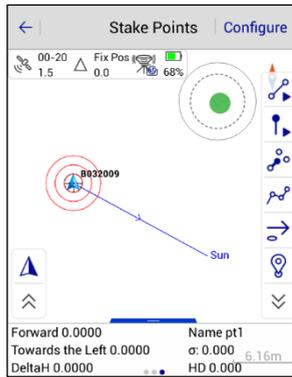 ← Stake Points Configure
00-20 Fix Pos
1.5 0.0 68%
B032009
Sun
Forward 0.0000 Name pt1
Towards the Left 0.0000 σ: 0.000
6.16m
DeltaH 0.0000 HD 0.000